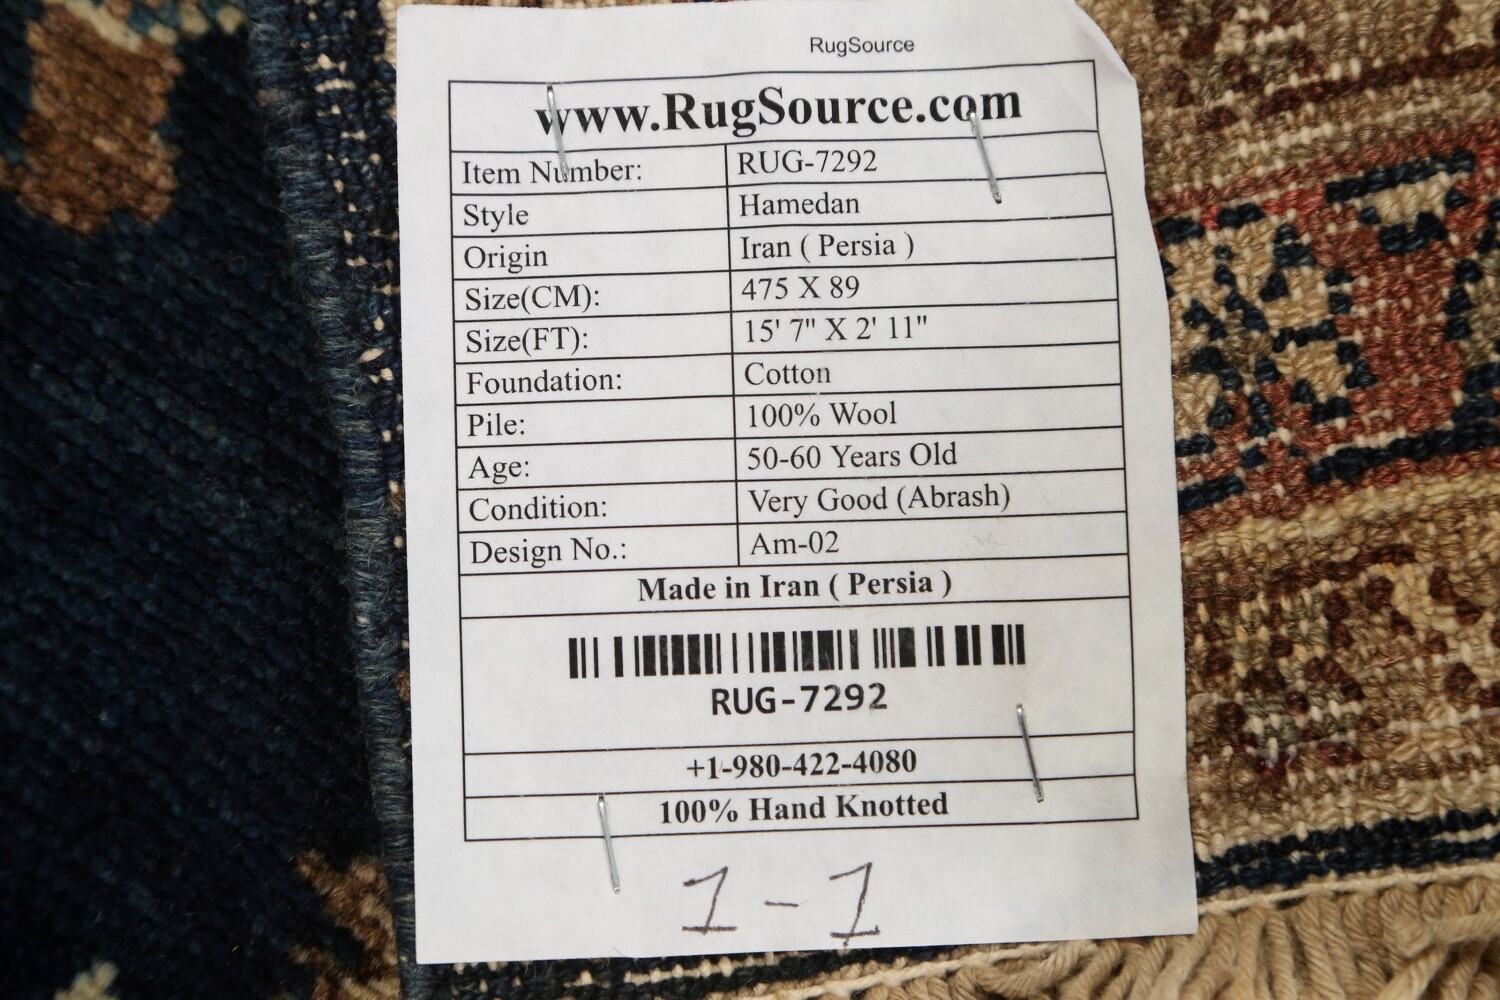 RugSource
www.RugSource.com
Item Number: RUG-7292
Style Hamedan
Origin Iran ( Persia )
Size(CM): 475 X 89
Size(FT): 15' 7" X 2' 11"
Foundation: Cotton
Pile: 100% Wool
Age: 50-60 Years Old
Condition: Very Good (Abrash)
Design No.: Am-02
Made in Iran ( Persia )
RUG-7292
+1-980-422-4080
100% Hand Knotted
1-1